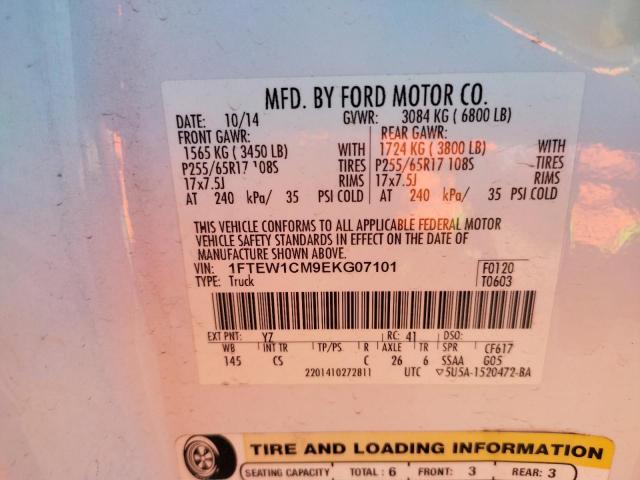 MFD. BY FORD MOTOR CO.
DATE: 10/14 GVWR: 3084 KG ( 6800 LB)
FRONT GAWR: REAR GAWR:
1565 KG ( 3450 LB) 1724 KG ( 3800 LB) WITH
P255/65R17 108S TIRES P255/65R17 108S TIRES
17x7.5J RIMS 17x7.5J RIMS
AT 240 kPa/ 35 PSI COLD AT 240 kPa/ 35 PSI COLD
THIS VEHICLE CONFORMS TO ALL APPLICABLE FEDERAL MOTOR
VEHICLE SAFETY STANDARDS IN EFFECT ON THE DATE OF
MANUFACTURE SHOWN ABOVE.
VIN: 1FTEW1CM9EKG07101 F0120
TYPE: Truck T0603
EXT PNT: YZ RC: 41 DSO:
WB INT TR TP/PS R AXLE TR SPR CF617
145 CS C 26 6 SSAA G05
2201410272811 UTC ▽5U5A-1520472-BA
TIRE AND LOADING INFORMATION
SEATING CAPACITY TOTAL : 6 FRONT: 3 REAR: 3